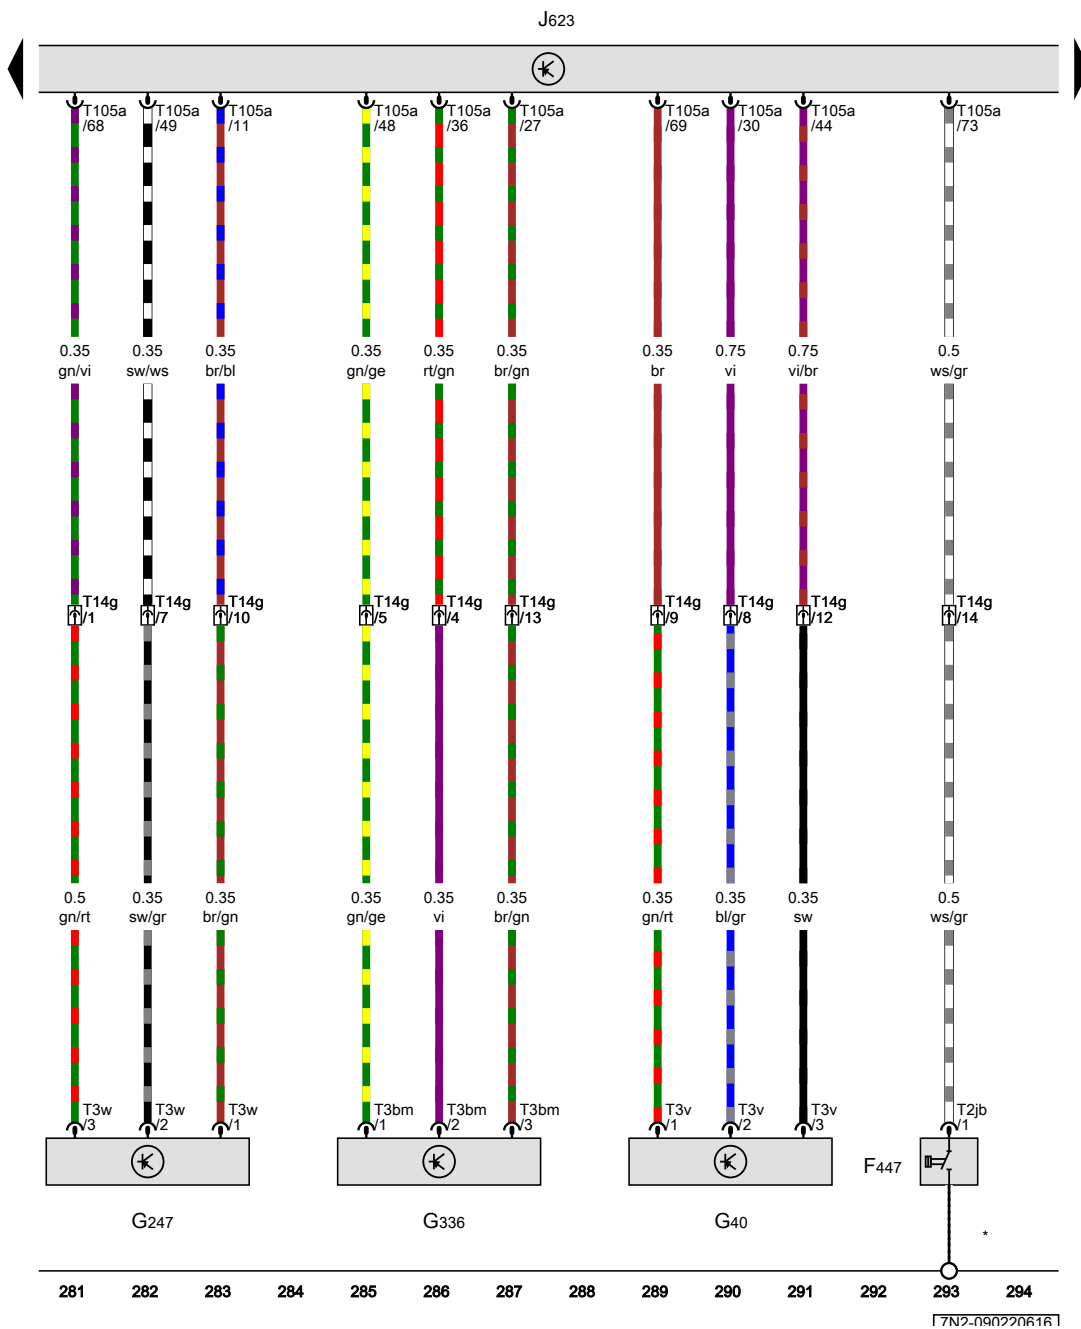 J623
T105a T105a T105a T105a T105a T105a T105a T105a T105a T105a
/68 /49 /11 /48 /36 /27 /69 /30 /44 /73
0.35 0.35 0.35 0.35 0.35 0.35 0.35 0.75 0.75 0.5
gn/vi sw/ws br/bl gn/ge rt/gn br/gn br vi vi/br ws/gr
T14g T14g T14g T14g T14g T14g T14g T14g T14g T14g
/1 /7 /10 /5 /4 /13 /9 /8 /12 /14
0.5 0.35 0.35 0.35 0.35 0.35 0.35 0.35 0.35 0.5
gn/rt sw/gr br/gn gn/ge vi br/gn gn/rt bl/gr sw ws/gr
T3w T3w T3w T3bm T3bm T3bm T3v T3v T3v T2jb
/3 /2 /1 /1 /2 /3 /1 /2 /3 /1
F447
G247 G336 G40
*
281 282 283 284 285 286 287 288 289 290 291 292 293 294
7N2-090220616